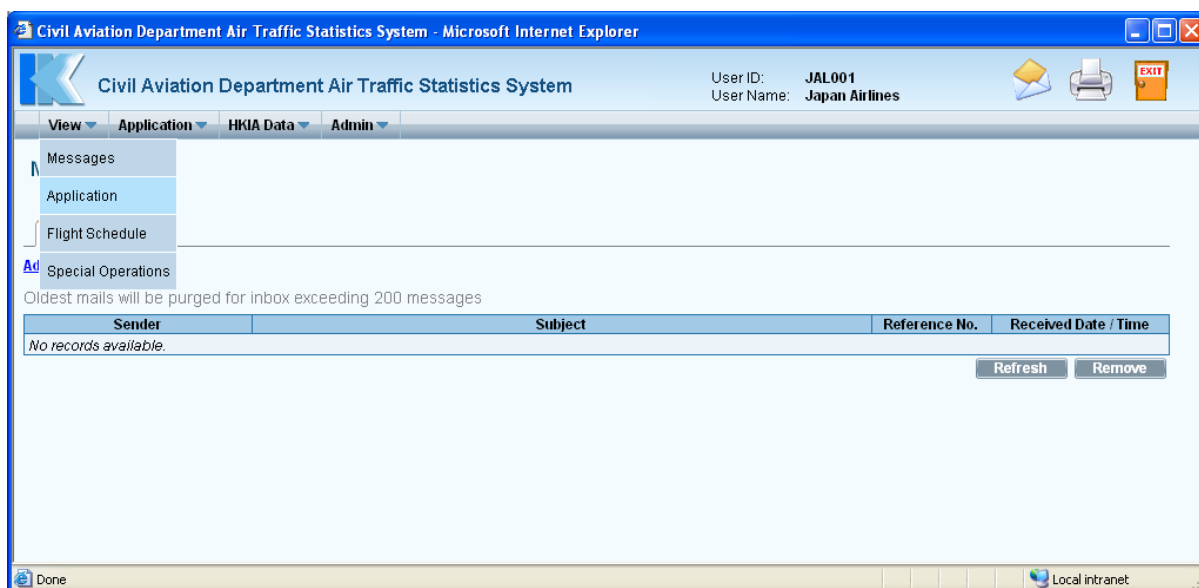 Civil Aviation Department Air Traffic Statistics System - Microsoft Internet Explorer
Civil Aviation Department Air Traffic Statistics System
User ID: JAL001
User Name: Japan Airlines
EXIT
View Application HKIA Data Admin
Messages
Application
Flight Schedule
Special Operations
Ad
Oldest mails will be purged for inbox exceeding 200 messages
Sender Subject Reference No. Received Date / Time
No records available.
Refresh Remove
Done Local intranet